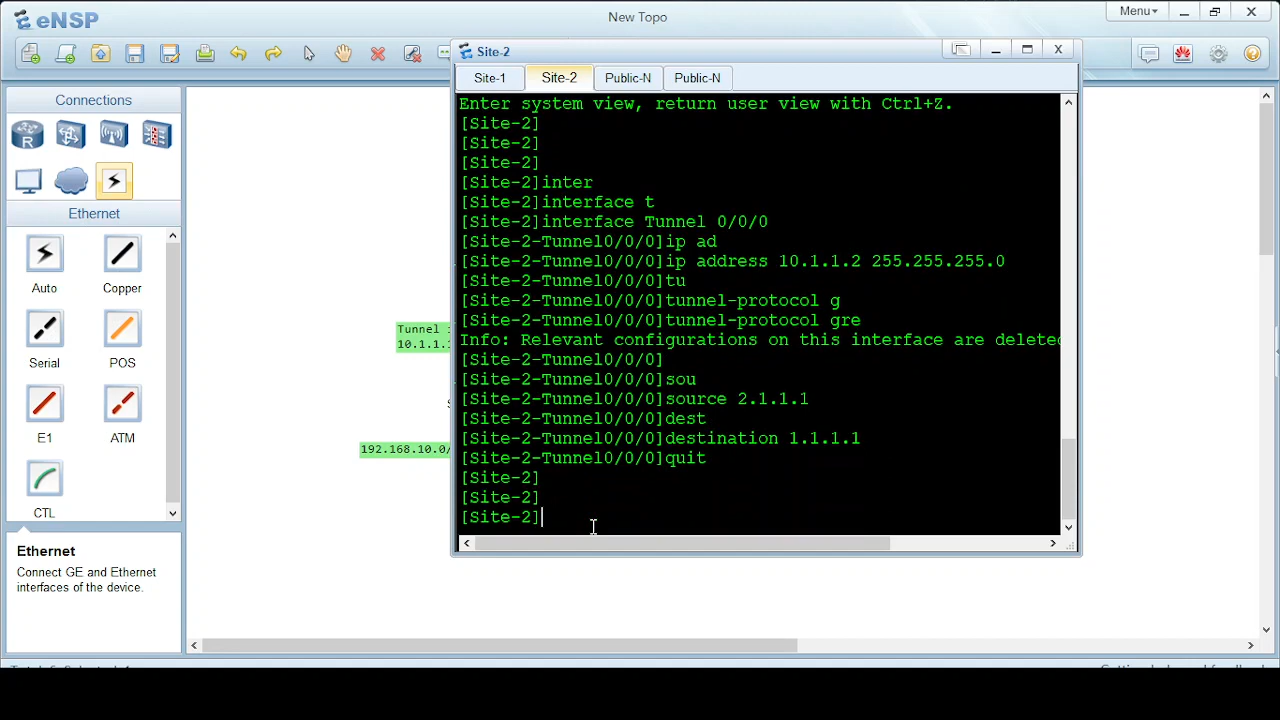 eNSP
New Topo
Menu
Site-2
Site-1
Site-2
Public-N
Public-N
Connections
R
Ethernet
Auto
Copper
Serial
POS
E1
ATM
CTL
Ethernet
Connect GE and Ethernet
interfaces of the device.
Tunnel
10.1.1.
192.168.10.0/
Enter system view, return user view with Ctrl+Z.
[Site-2]
[Site-2]
[Site-2]
[Site-2]inter
[Site-2]interface t
[Site-2]interface Tunnel 0/0/0
[Site-2-Tunnel0/0/0]ip ad
[Site-2-Tunnel0/0/0]ip address 10.1.1.2 255.255.255.0
[Site-2-Tunnel0/0/0]tu
[Site-2-Tunnel0/0/0]tunnel-protocol g
[Site-2-Tunnel0/0/0]tunnel-protocol gre
Info: Relevant configurations on this interface are deleted
[Site-2-Tunnel0/0/0]
[Site-2-Tunnel0/0/0]sou
[Site-2-Tunnel0/0/0]source 2.1.1.1
[Site-2-Tunnel0/0/0]dest
[Site-2-Tunnel0/0/0]destination 1.1.1.1
[Site-2-Tunnel0/0/0]quit
[Site-2]
[Site-2]
[Site-2]